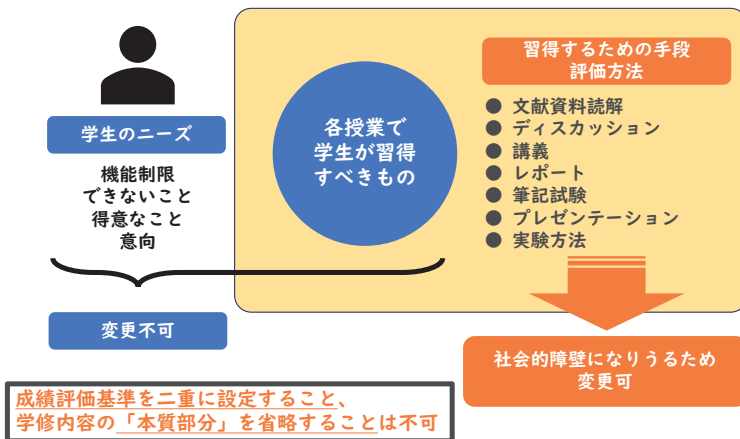 学生のニーズ
機能制限
できないこと
得意なこと
意向
変更不可
各授業で
学生が習得
すべきもの
習得するための手段
評価方法
● 文献資料読解
● ディスカッション
● 講義
● レポート
● 筆記試験
● プレゼンテーション
● 実験方法
社会的障壁になりうるため
変更可
成績評価基準を二重に設定すること、
学修内容の「本質部分」を省略することは不可